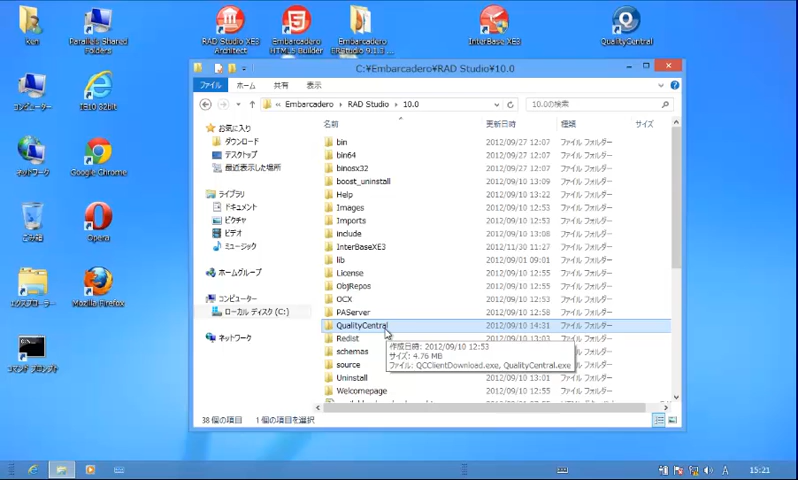 ken
Parallels Shared
Folders
RAD Studio XE3
Architect
Embarcadero
HTML5 Builder
Embarcadero
InterBase XE3
QualityCentral
コンピューター
IE10 32bit
ネットワーク
Google Chrome
ごみ箱
Opera
エクスプローラー
Mozilla Firefox
コマンド プロンプト
C:¥Embarcadero¥RAD Studio¥10.0
ファイル ホーム 共有 表示
« Embarcadero RAD Studio 10.0
10.0の検索
お気に入り
ダウンロード
デスクトップ
最近表示した場所
ライブラリ
ドキュメント
ピクチャ
ビデオ
ミュージック
ホームグループ
コンピューター
ローカル ディスク (C:)
ネットワーク
名前 更新日時 種類 サイズ
bin 2012/09/27 12:07 ファイル フォルダー
bin64 2012/09/27 12:07 ファイル フォルダー
binosx32 2012/09/27 12:07 ファイル フォルダー
boost_uninstall 2012/09/10 13:09 ファイル フォルダー
Help 2012/09/10 13:22 ファイル フォルダー
Images 2012/09/10 12:53 ファイル フォルダー
Imports 2012/09/10 12:53 ファイル フォルダー
include 2012/09/10 13:08 ファイル フォルダー
InterBaseXE3 2012/11/30 11:27 ファイル フォルダー
lib 2012/09/01 09:01 ファイル フォルダー
License 2012/09/10 12:55 ファイル フォルダー
ObjRepos 2012/09/10 12:55 ファイル フォルダー
OCX 2012/09/10 12:53 ファイル フォルダー
PAServer 2012/09/10 12:55 ファイル フォルダー
QualityCentral 2012/09/10 14:31 ファイル フォルダー
Redist 2012/09/10 13:03 ファイル フォルダー
schemas
source
Uninstall 2012/09/10 13:01 ファイル フォルダー
Welcomepage 2012/09/10 12:55 ファイル フォルダー
作成日時: 2012/09/10 12:53
サイズ: 4.76 MB
ファイル: QCClientDownload.exe, QualityCentral.exe
38 個の項目 1 個の項目を選択
A 15:21